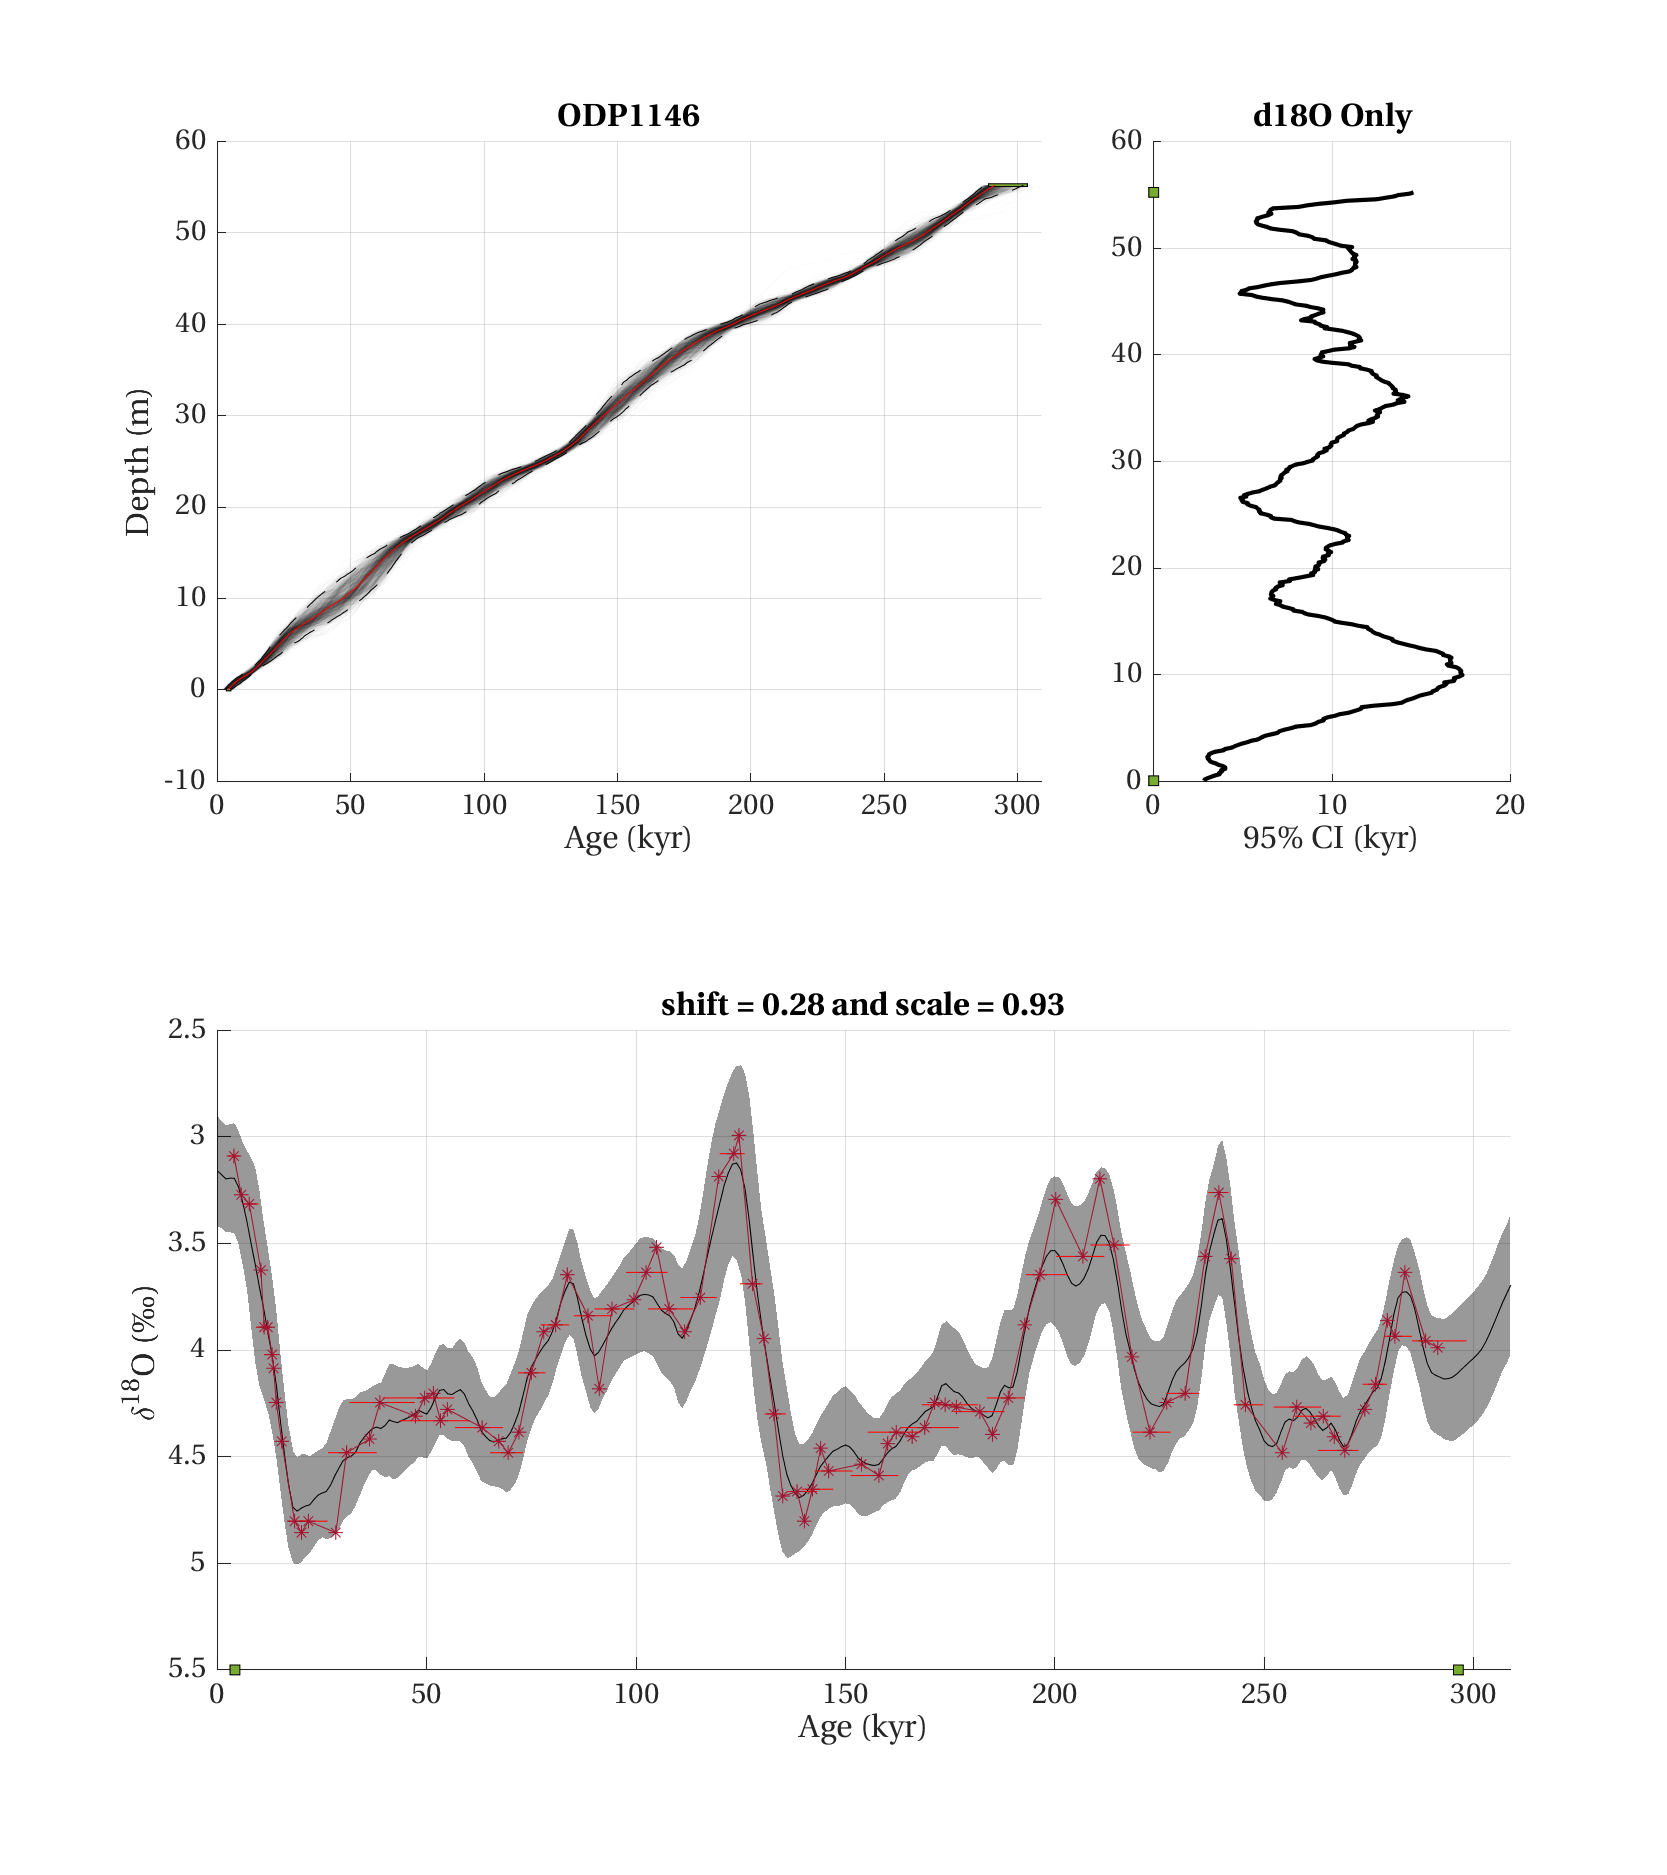 ODP1146
60
50
40
30
20
10
0
-10
Depth (m)
0 50 100 150 200 250 300
Age (kyr)
d18O Only
60
50
40
30
20
10
0
0 10 20
95% CI (kyr)
shift = 0.28 and scale = 0.93
2.5
3
3.5
4
4.5
5
5.5
δ18O (‰)
0 50 100 150 200 250 300
Age (kyr)